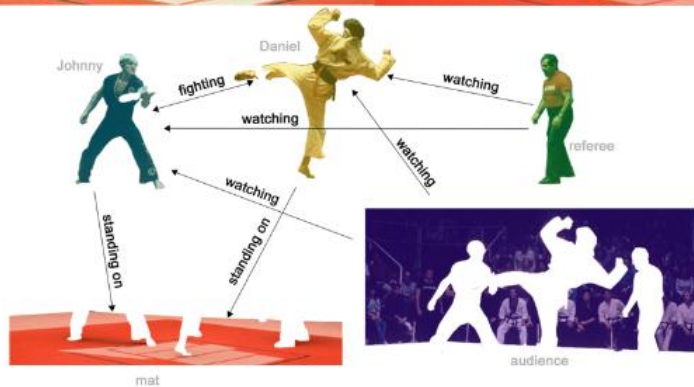 Daniel
Johnny
fighting
watching
watching
watching
referee
watching
standing on
standing on
audience
mat